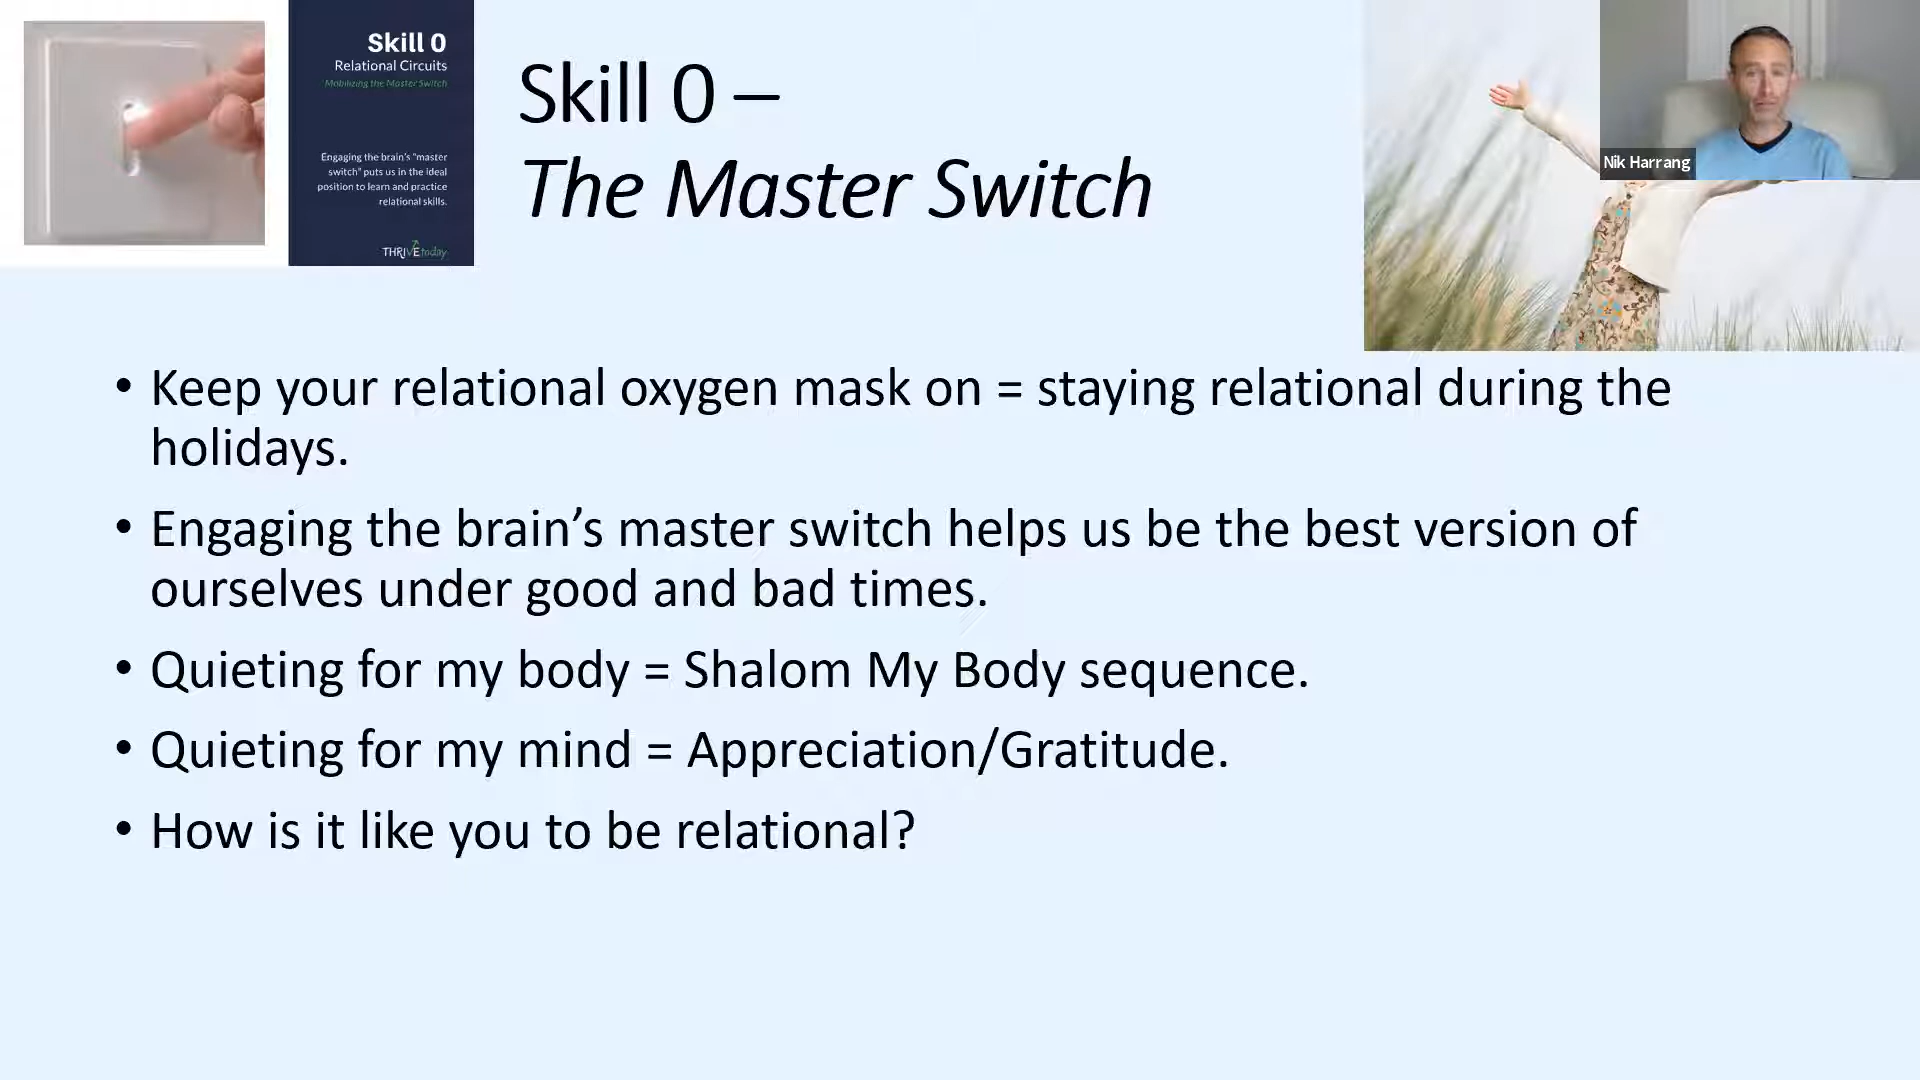 Skill 0
Relational Circuits
Mobilizing the Master Switch
Engaging the brain's "master
switch" puts us in the ideal
position to learn and practice
relational skills.
THRIVEtoday
Skill 0 –
The Master Switch
Nik Harrang
• Keep your relational oxygen mask on = staying relational during the
holidays.
• Engaging the brain’s master switch helps us be the best version of
ourselves under good and bad times.
• Quieting for my body = Shalom My Body sequence.
• Quieting for my mind = Appreciation/Gratitude.
• How is it like you to be relational?